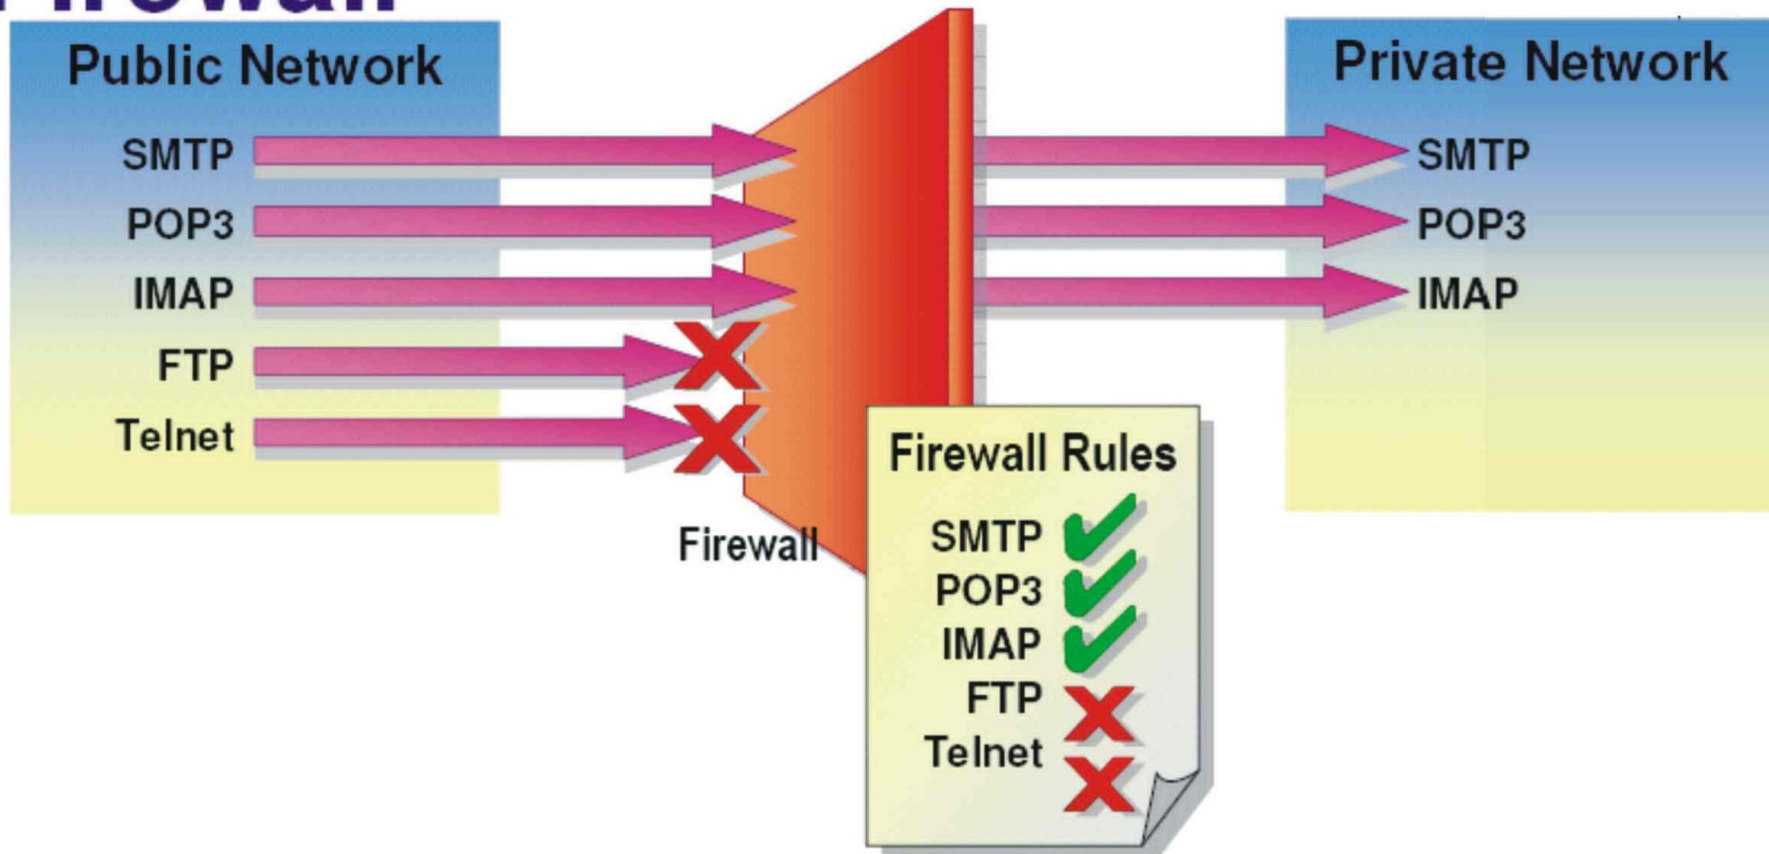 Firewall
Public Network
SMTP
POP3
IMAP
FTP
Telnet
Private Network
SMTP
POP3
IMAP
Firewall
Firewall Rules
SMTP
POP3
IMAP
FTP
Telnet